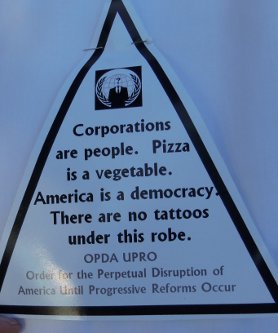 Corporations
are people. Pizza
is a vegetable.
America is a democracy.
There are no tattoos
under this robe.
OPDA UPRO
Order for the Perpetual Disruption of
America Until Progressive Reforms Occur